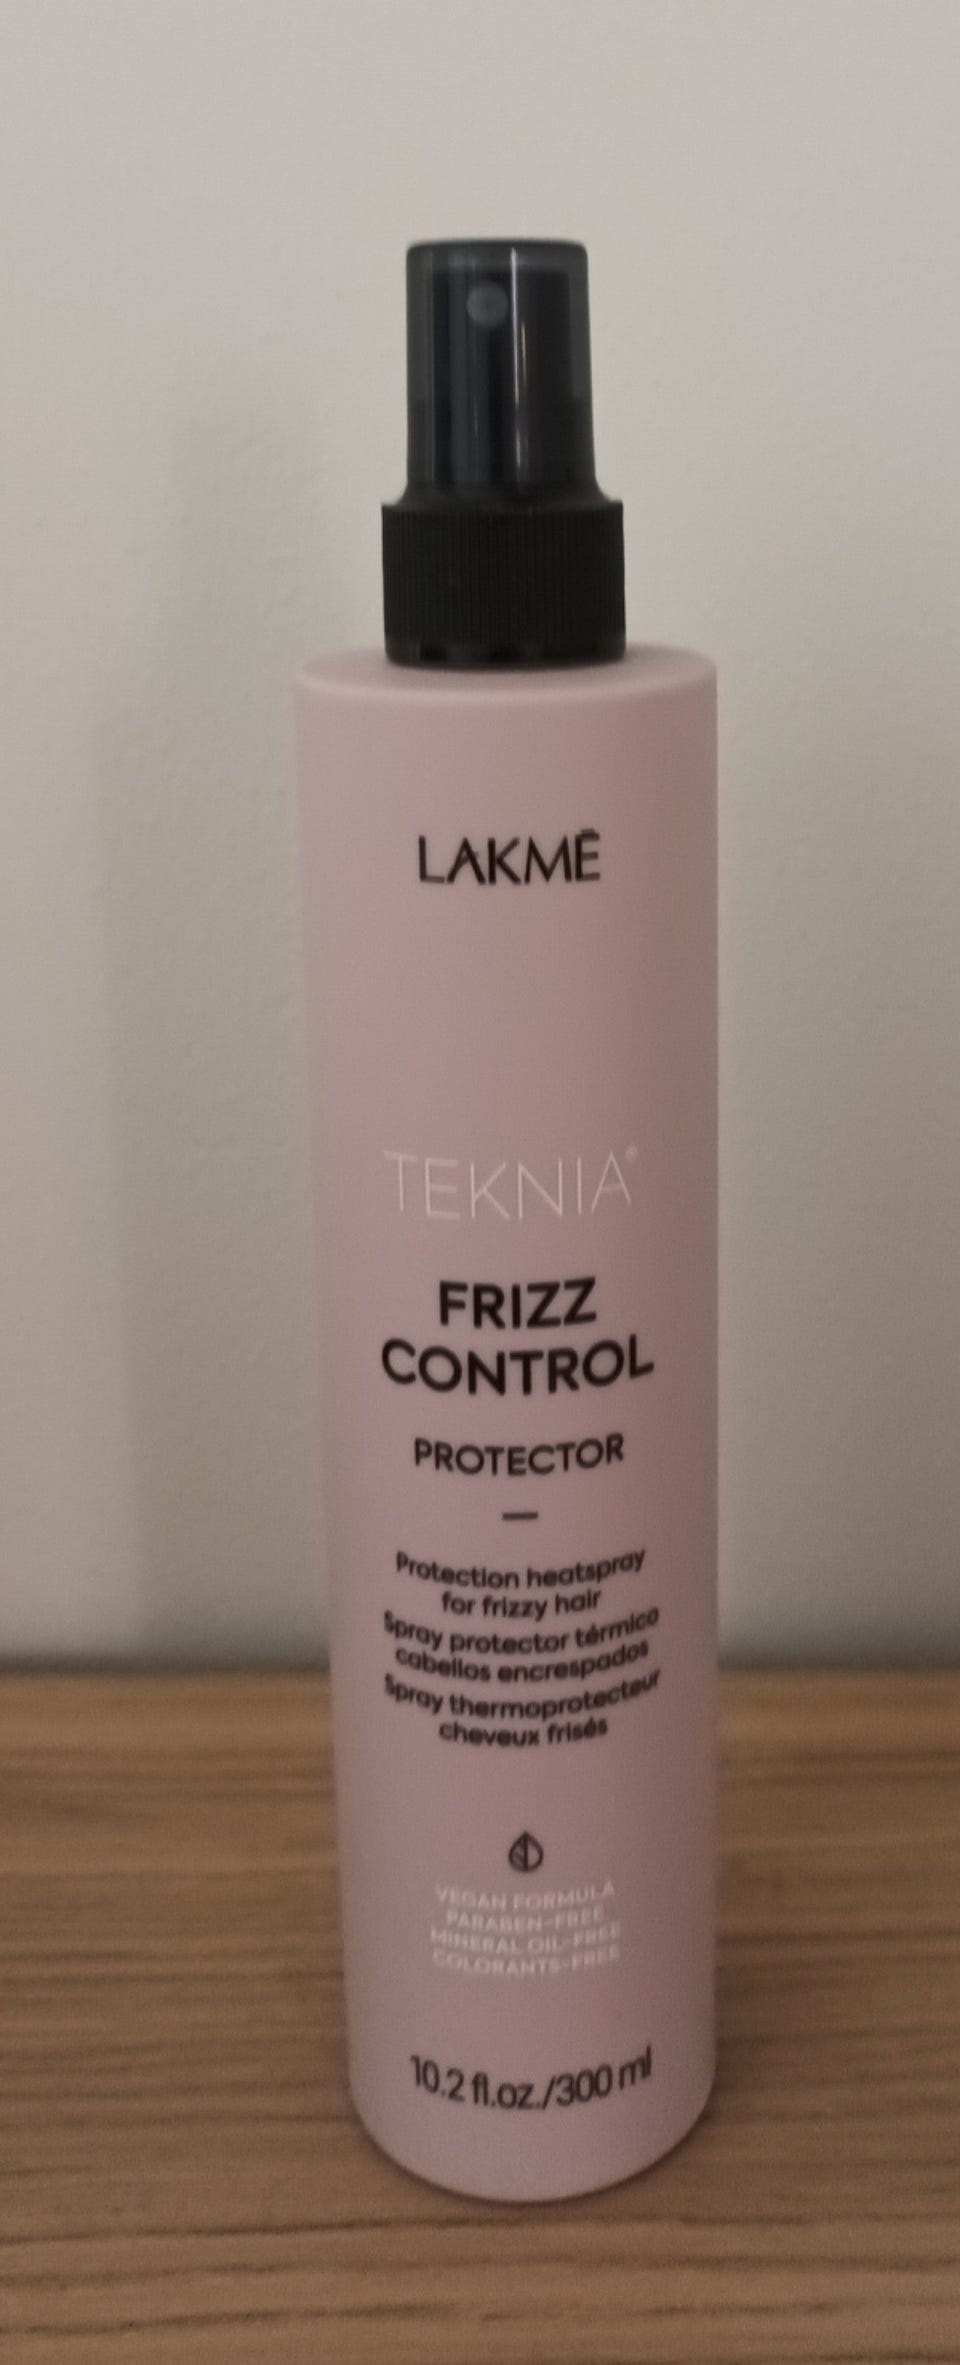 LAKMĒ
TEKNIA®
FRIZZ
CONTROL
PROTECTOR
Protection heatspray
for frizzy hair
Spray protector térmico
cabellos encrespados
Spray thermoprotecteur
cheveux frisés
VEGAN FORMULA
PARABEN-FREE
MINERAL OIL-FREE
COLORANTS-FREE
10.2 fl.oz./300 ml